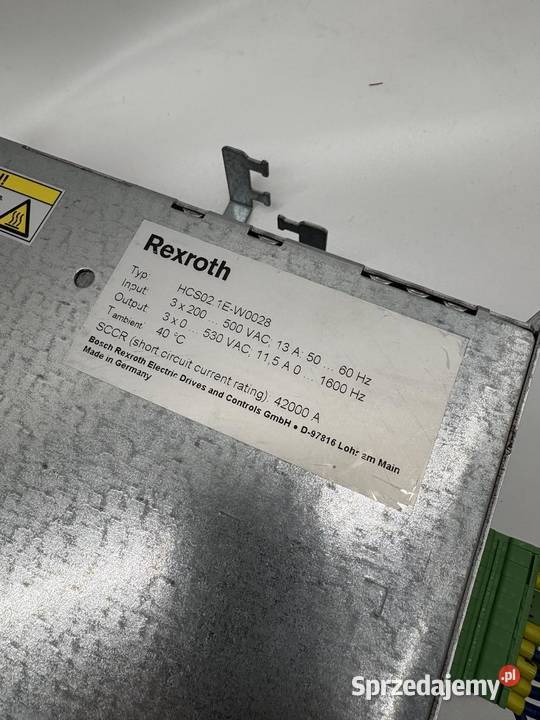 Rexroth
Typ: HCS02.1E-W0028
Input: 3 x 200 ... 500 VAC, 13 A 50 ... 60 Hz
Output: 3 x 0 ... 530 VAC, 11,5 A 0 ... 1600 Hz
Tambient: 40 °C
SCCR (short circuit current rating): 42000 A
Bosch Rexroth Electric Drives and Controls GmbH • D-97816 Lohr am Main
Made in Germany
Sprzedajemy.pl